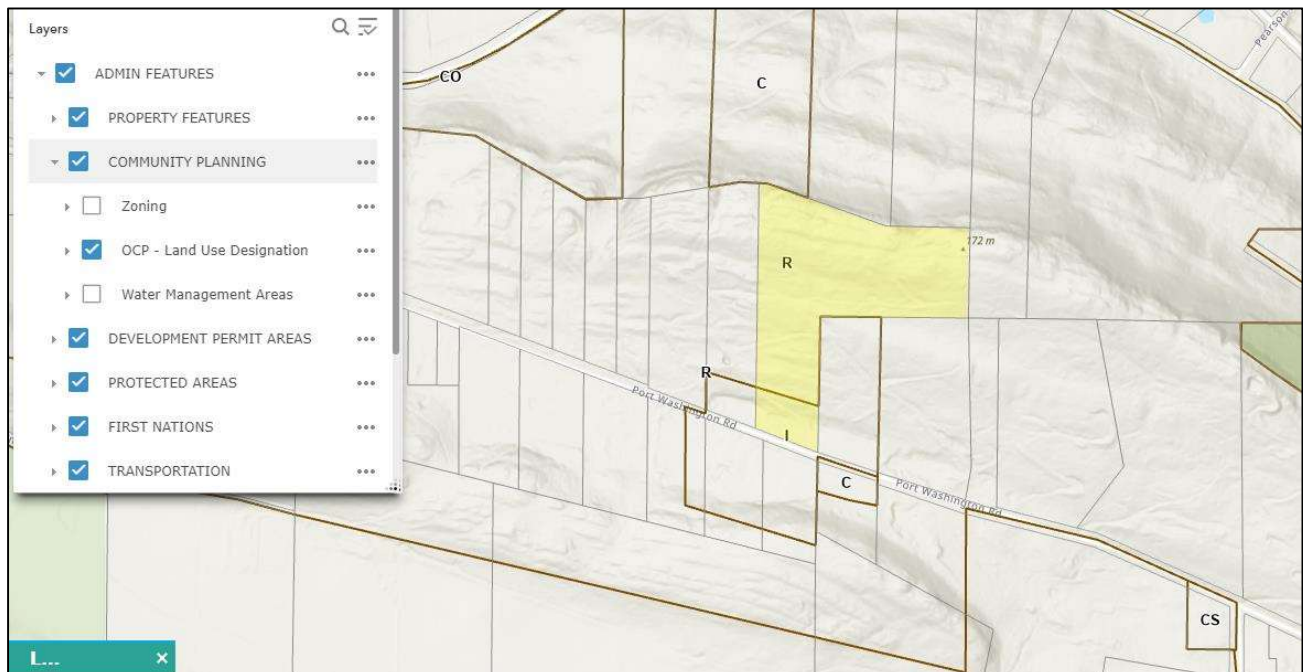 Layers
ADMIN FEATURES
PROPERTY FEATURES
COMMUNITY PLANNING
Zoning
OCP - Land Use Designation
Water Management Areas
DEVELOPMENT PERMIT AREAS
PROTECTED AREAS
FIRST NATIONS
TRANSPORTATION
L...
CO
C
Pearson
R
172 m
R
Port Washington Rd
I
C
Port Washington Rd
CS